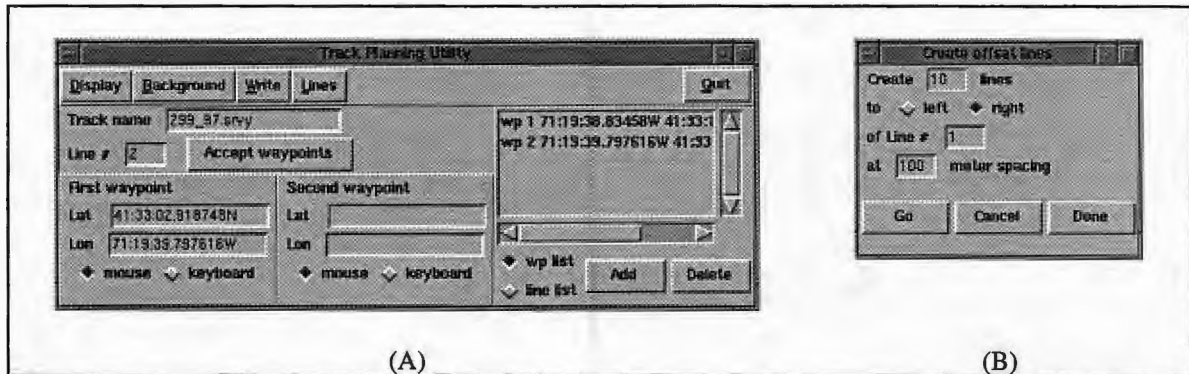 Track Planning Utility
Display Background Write Lines Quit
Track name 299_97.srvy
Line # 2 Accept waypoints
First waypoint
Lat 41:33:02.918748N
Lon 71:19:39.797616W
mouse keyboard
Second waypoint
Lat
Lon
mouse keyboard
wp 1 71:19:38.83458W 41:33:1
wp 2 71:19:39.797616W 41:33
wp list
line list
Add Delete
(A)
Create offset lines
Create 10 lines
to left right
of Line # 1
at 100 meter spacing
Go Cancel Done
(B)